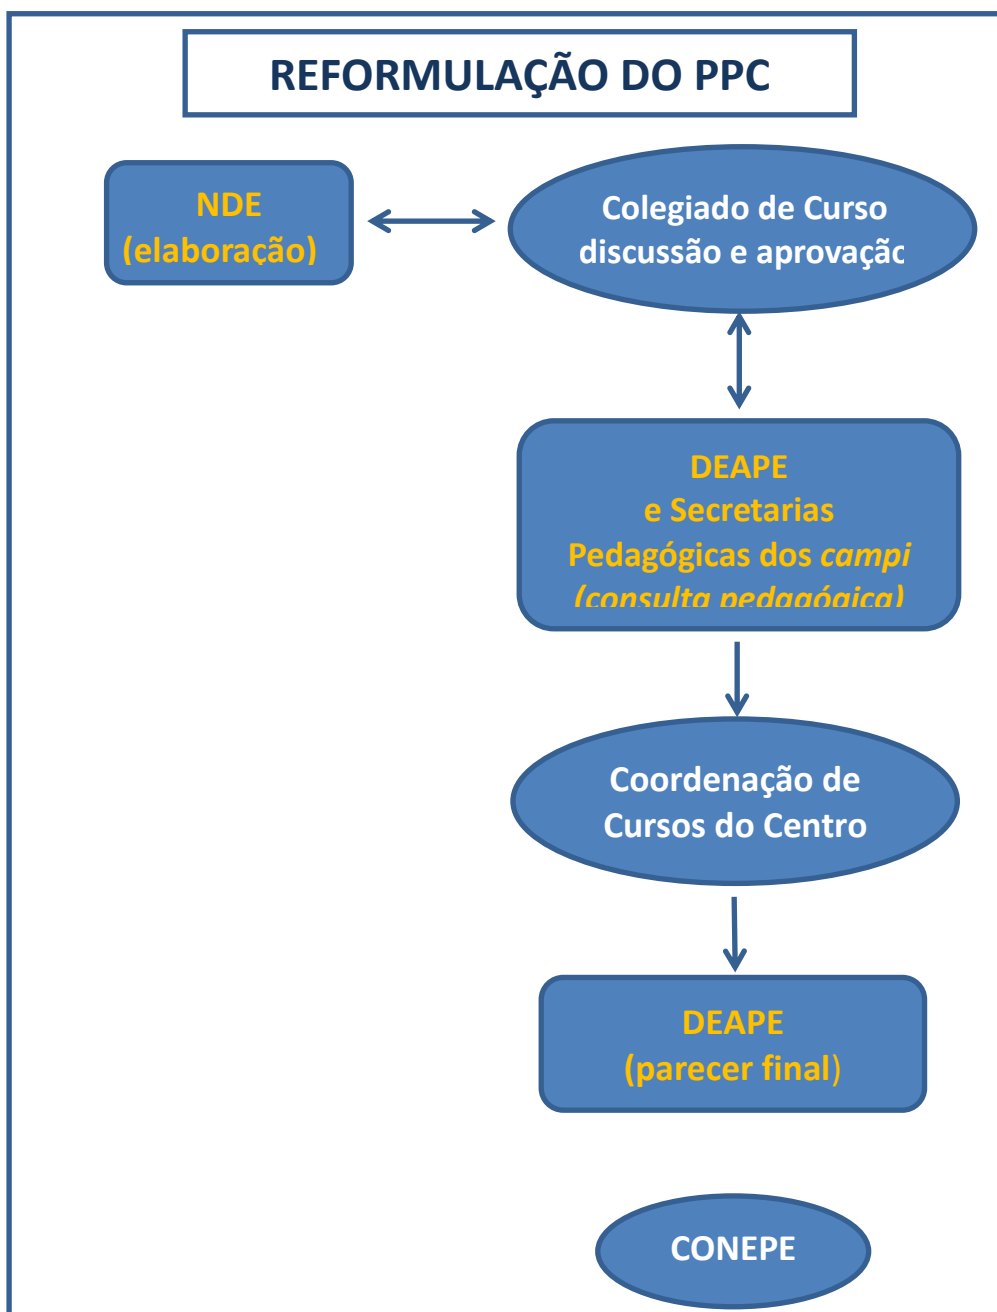 REFORMULAÇÃO DO PPC
NDE
(elaboração)
Colegiado de Curso
discussão e aprovação
DEAPE
e Secretarias
Pedagógicas dos campi
(consulta pedagógica)
Coordenação de
Cursos do Centro
DEAPE
(parecer final)
CONEPE